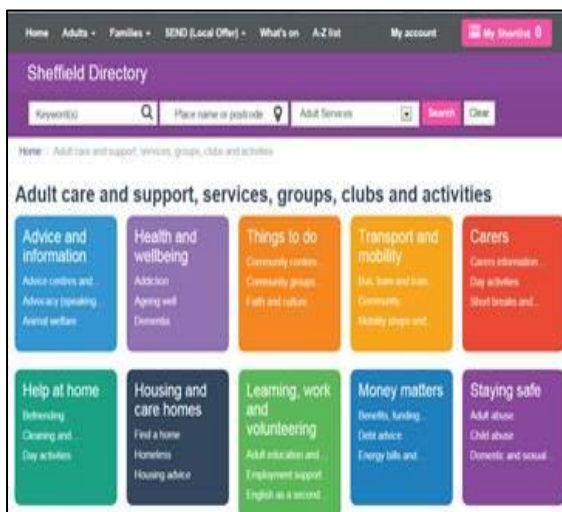 Home Adults Families SEND (Local Offer) What's on A-Z list My account My Shortlist 0
Sheffield Directory
Keyword(s) Place name or postcode Adult Services Search Clear
Home Adult care and support, services, groups, clubs and activities
Adult care and support, services, groups, clubs and activities
Advice and
information
Advice centres and...
Advocacy (speaking...
Animal welfare
Health and
wellbeing
Addiction
Ageing well
Dementia
Things to do
Community centres...
Community groups...
Faith and culture
Transport and
mobility
Bus, tram and train...
Community...
Mobility shops and...
Carers
Carers information...
Day activities
Short breaks and...
Help at home
Befriending
Cleaning and...
Day activities
Housing and
care homes
Find a home
Homeless
Housing advice
Learning, work
and
volunteering
Adult education and...
Employment support
English as a second...
Money matters
Benefits, funding...
Debt advice
Energy bills and...
Staying safe
Adult abuse
Child abuse
Domestic and sexual...